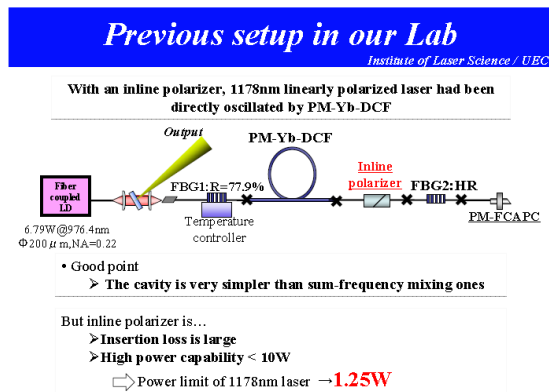 Previous setup in our Lab
Institute of Laser Science / UEC
With an inline polarizer, 1178nm linearly polarized laser had been
directly oscillated by PM-Yb-DCF
Output
PM-Yb-DCF
Fiber
coupled
LD
FBG1:R=77.9%
Inline
polarizer
FBG2:HR
Temperature
controller
PM-FCAPC
6.79W@976.4nm
Φ200μm,NA=0.22
• Good point
➢ The cavity is very simpler than sum-frequency mixing ones
But inline polarizer is…
➢Insertion loss is large
➢High power capability < 10W
Power limit of 1178nm laser →1.25W